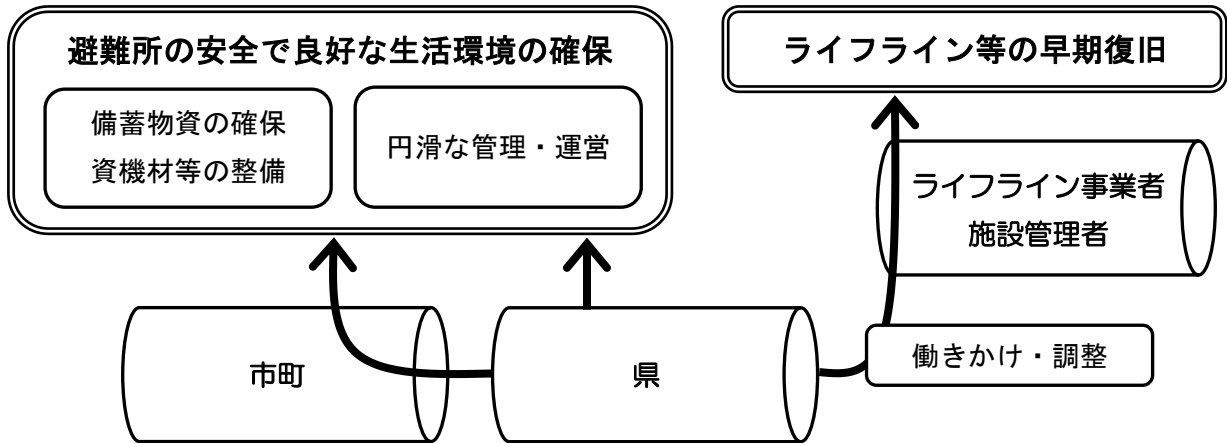 避難所の安全で良好な生活環境の確保
備蓄物資の確保
資機材等の整備
円滑な管理・運営
ライフライン等の早期復旧
ライフライン事業者
施設管理者
市町
県
働きかけ・調整